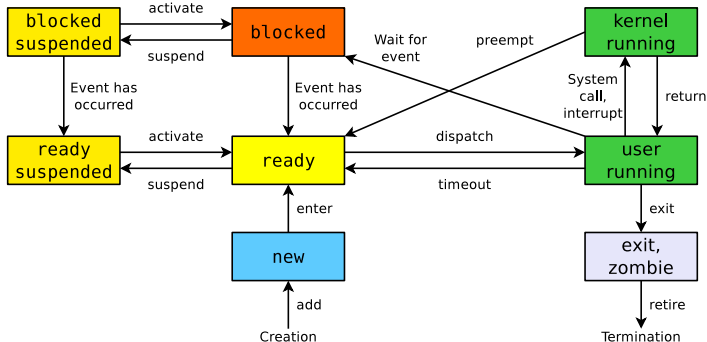 activate
blocked
suspended
suspend
blocked
Wait for
event
preempt
kernel
running
Event has
occurred
Event has
occurred
System
call,
interrupt
return
ready
suspended
activate
suspend
ready
dispatch
timeout
user
running
enter
exit
new
exit,
zombie
add
retire
Creation
Termination